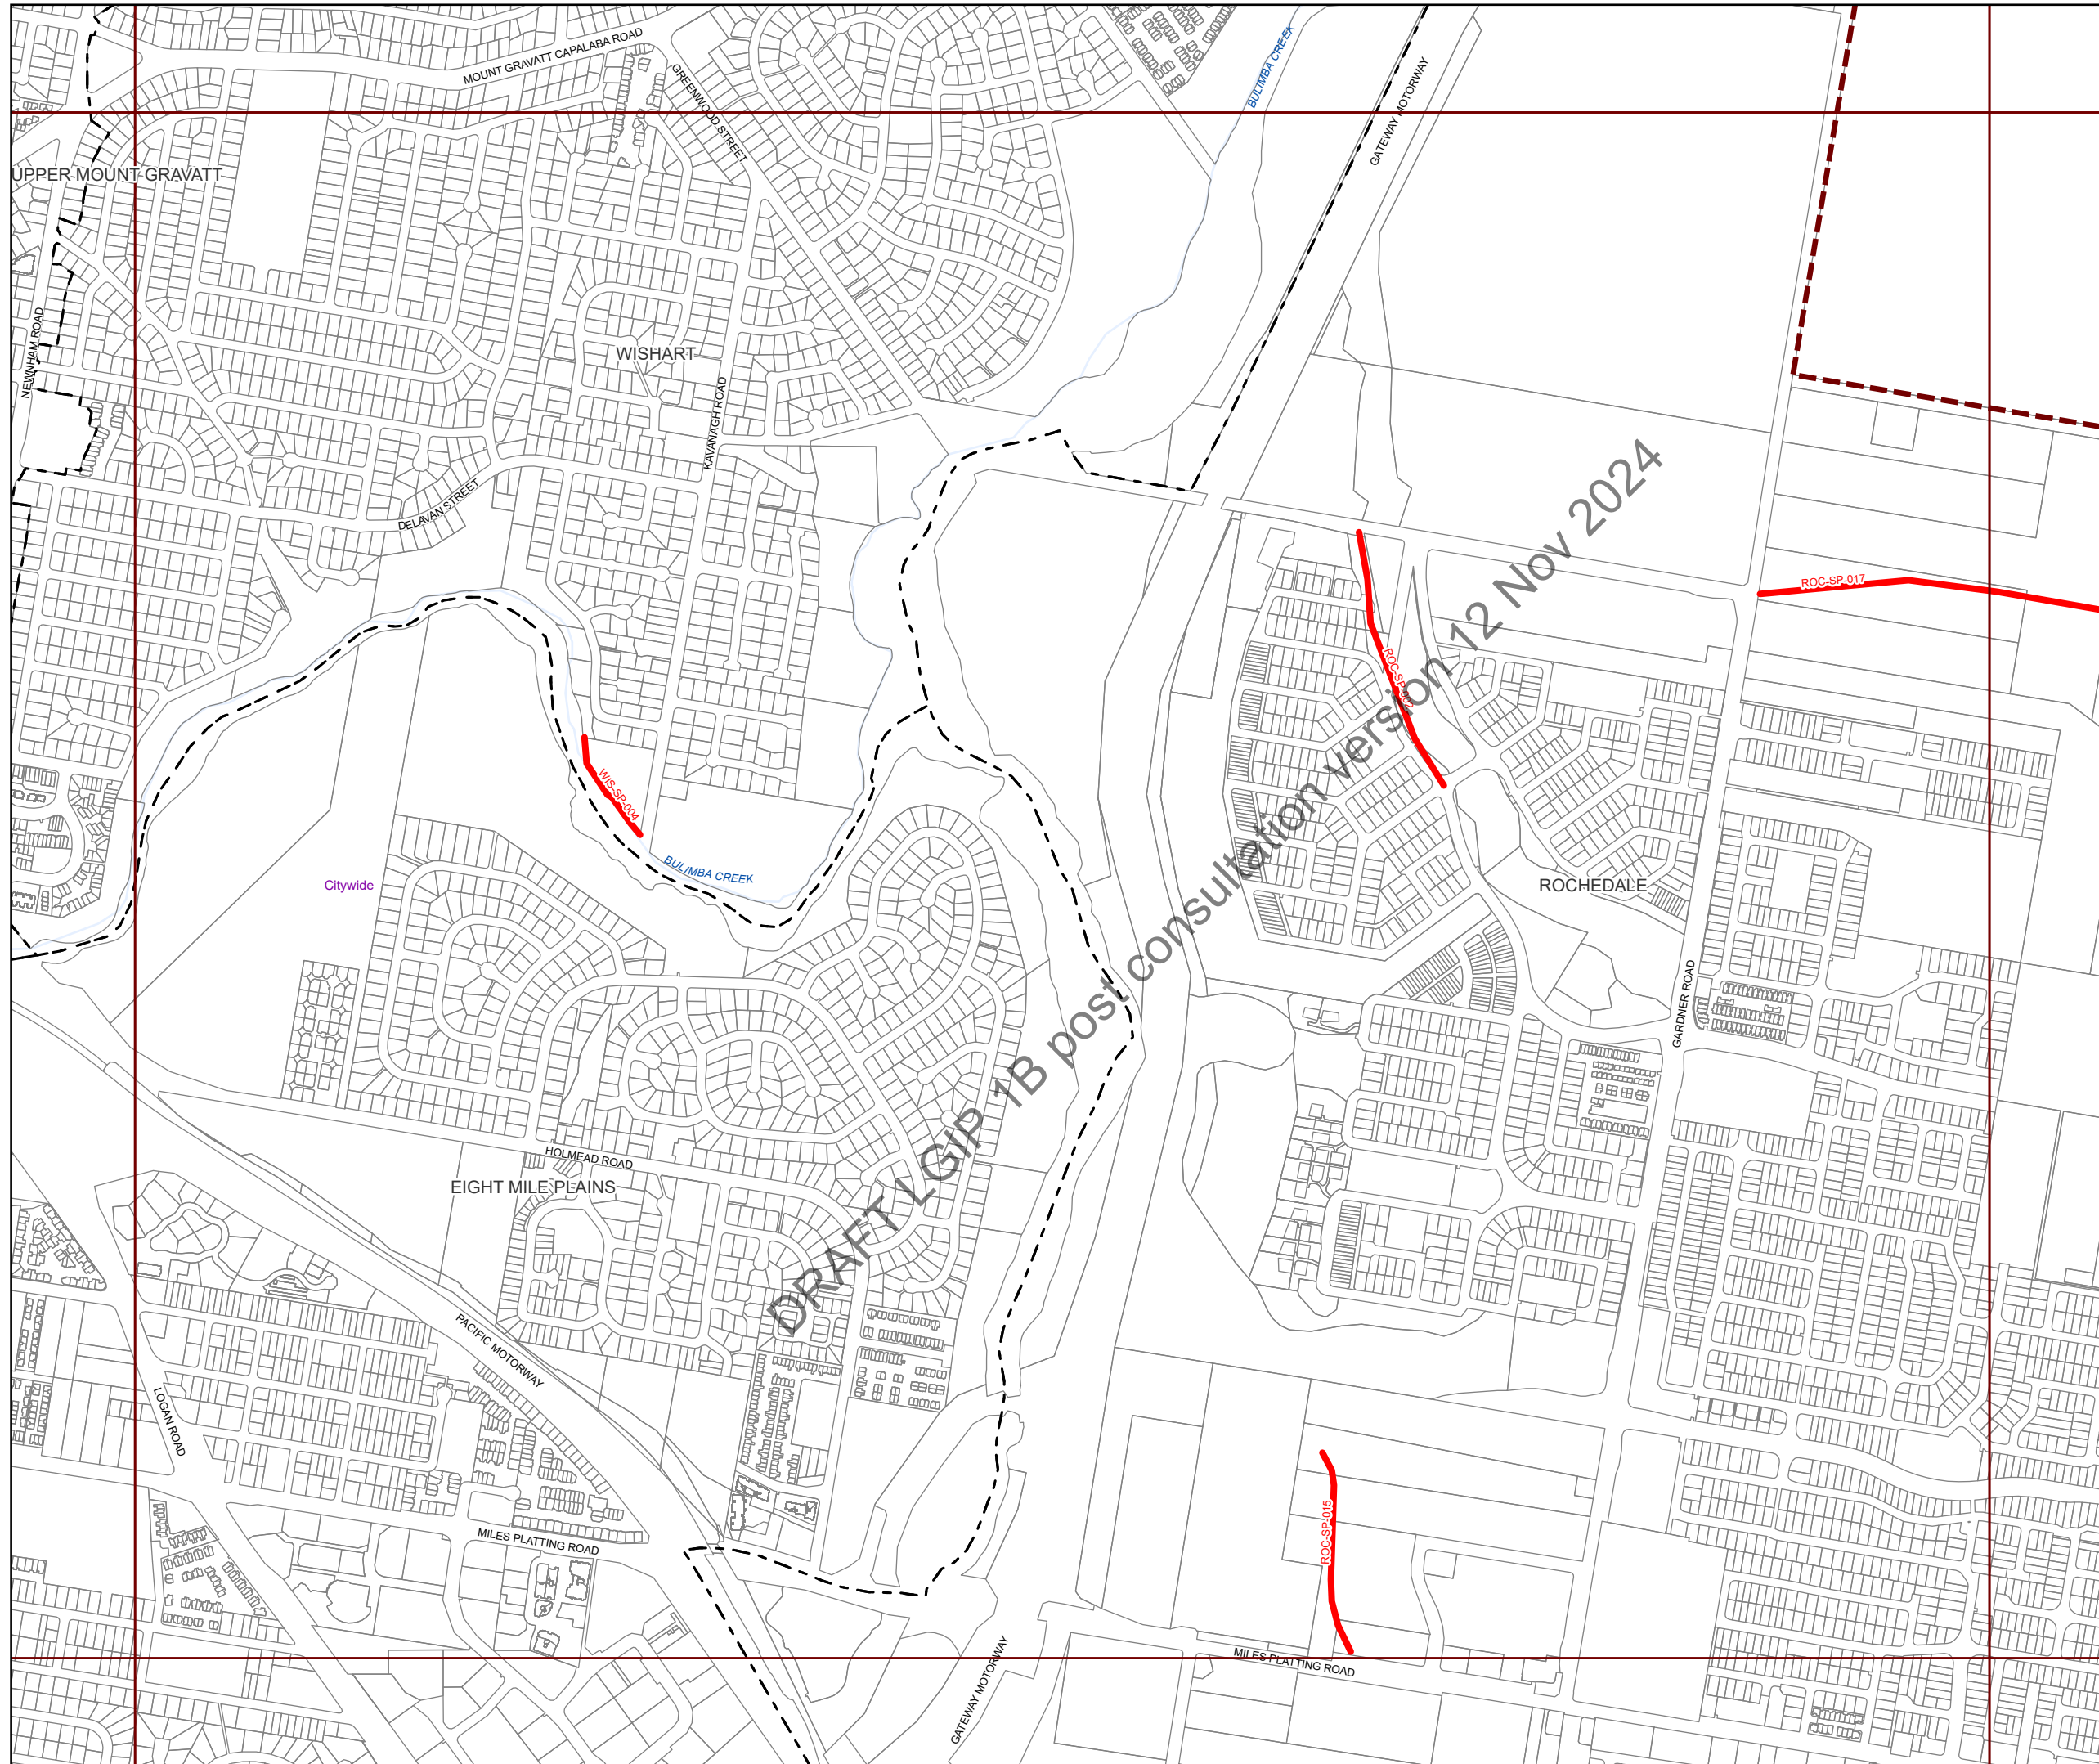 MOUNT GRAVATT CAPALABA ROAD
GREENWOOD STREET
BULIMBA CREEK
GATEWAY MOTORWAY
UPPER MOUNT GRAVATT
NEWNHAM ROAD
WISHART
KAVANAGH ROAD
DELAVAN STREET
ROC-SP-017
ROC-SP-002
WIS-SP-004
BULIMBA CREEK
Citywide
ROCHEDALE
GARDNER ROAD
DRAFT LGIP 1B post consultation version 12 Nov 2024
HOLMEAD ROAD
EIGHT MILE PLAINS
PACIFIC MOTORWAY
LOGAN ROAD
MILES PLATTING ROAD
ROC-SP-015
MILES PLATTING ROAD
GATEWAY MOTORWAY